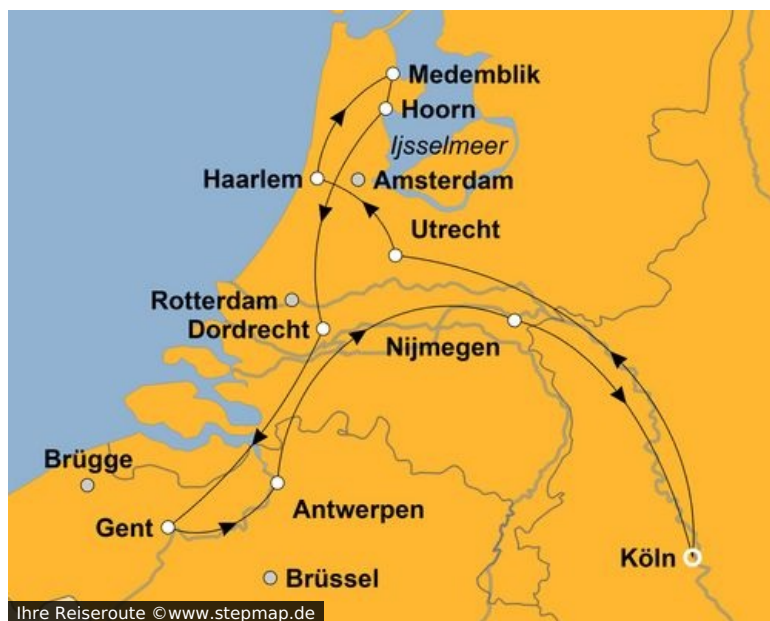 Medemblik
Hoorn
Ijsselmeer
Haarlem
Amsterdam
Utrecht
Rotterdam
Dordrecht
Nijmegen
Brügge
Antwerpen
Gent
Köln
Brüssel
Ihre Reiseroute ©www.stepmap.de